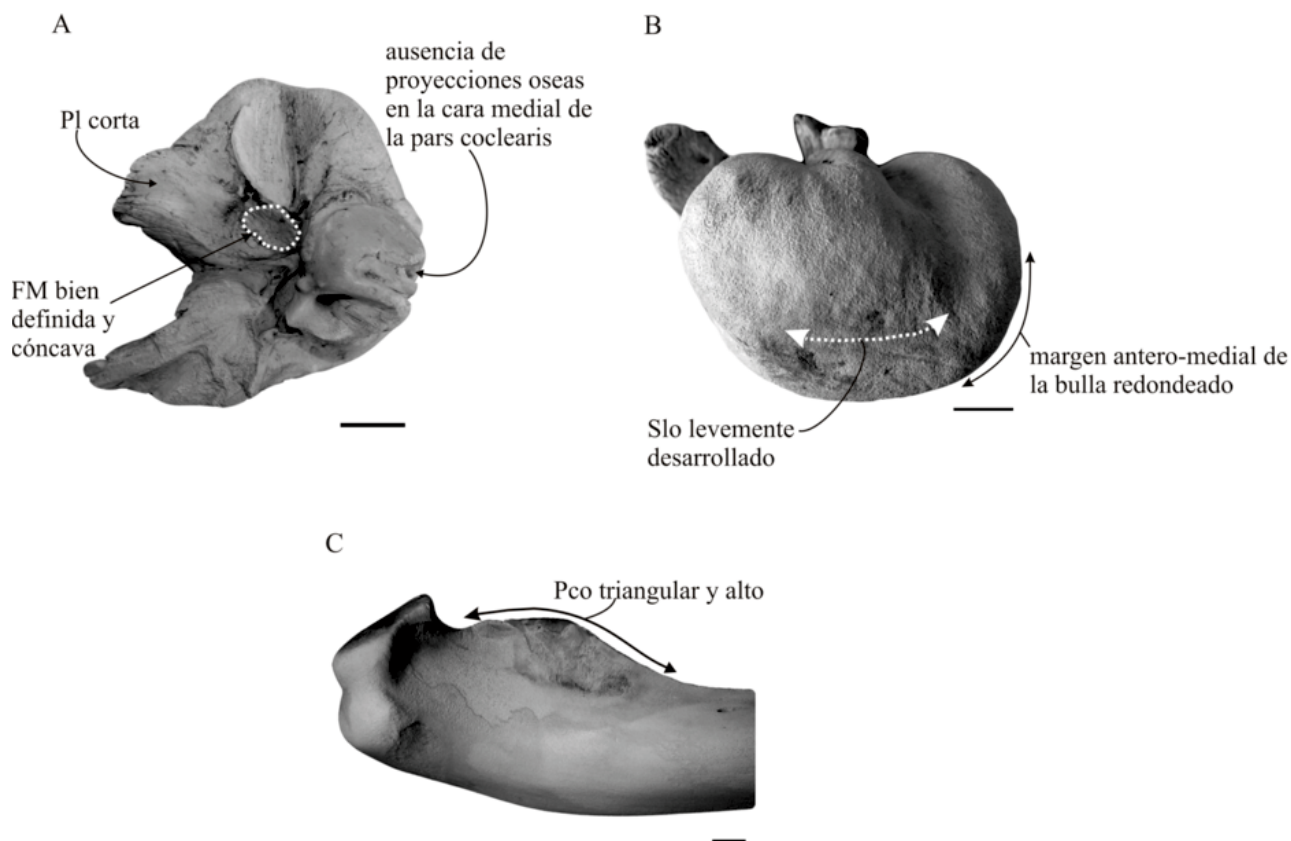 A
B
ausencia de
proyecciones oseas
en la cara medial de
la pars coclearis
Pl corta
FM bien
definida y
cóncava
margen antero-medial de
la bulla redondeado
Slo levemente
desarrollado
C
Pco triangular y alto